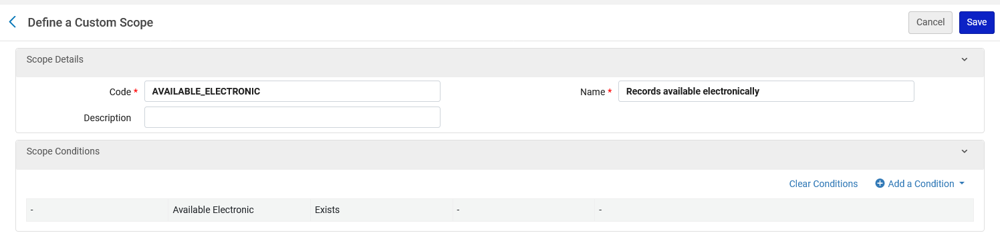 Define a Custom Scope
Cancel
Save
Scope Details
Code * AVAILABLE_ELECTRONIC
Name * Records available electronically
Description
Scope Conditions
Clear Conditions
Add a Condition
- Available Electronic Exists - -